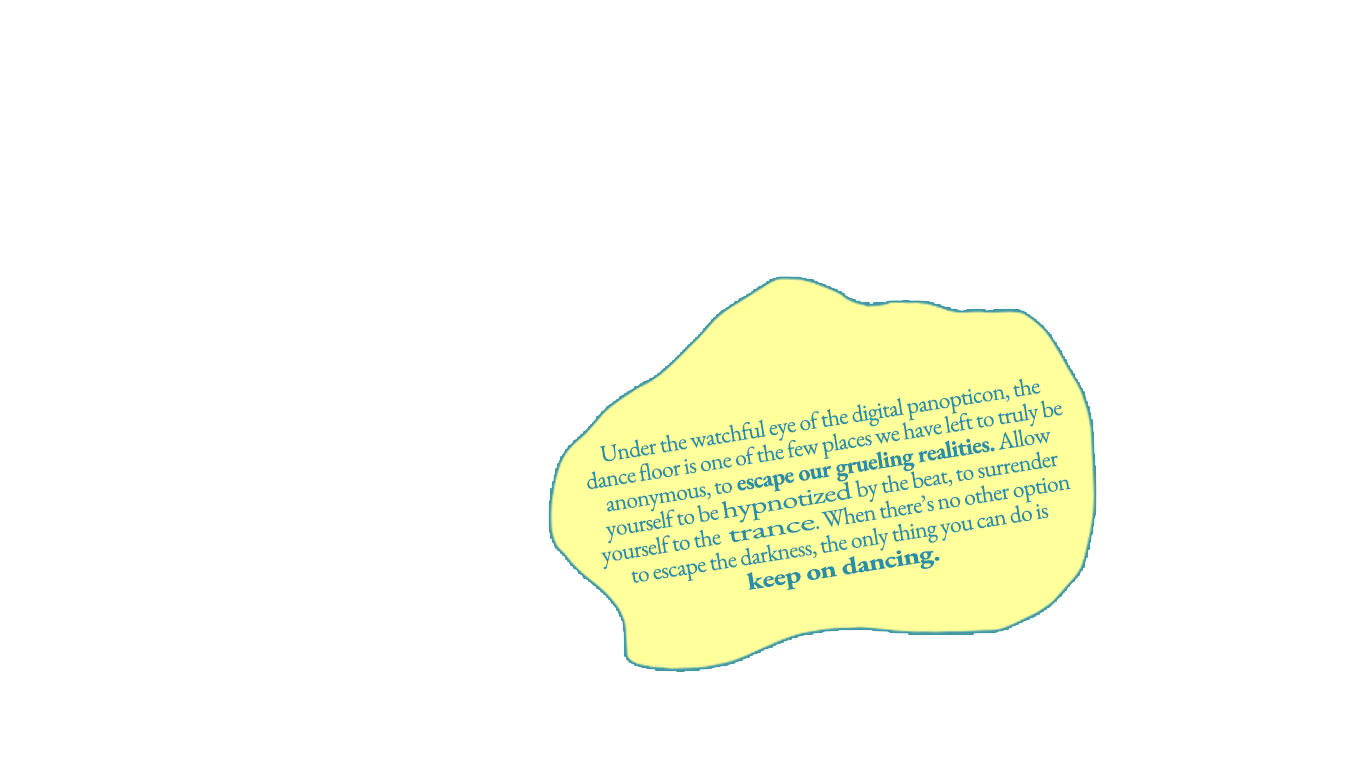 Under the watchful eye of the digital panopticon, the
dance floor is one of the few places we have left to truly be
anonymous, to escape our grueling realities. Allow
yourself to be hypnotized by the beat, to surrender
yourself to the trance. When there’s no other option
to escape the darkness, the only thing you can do is
keep on dancing.